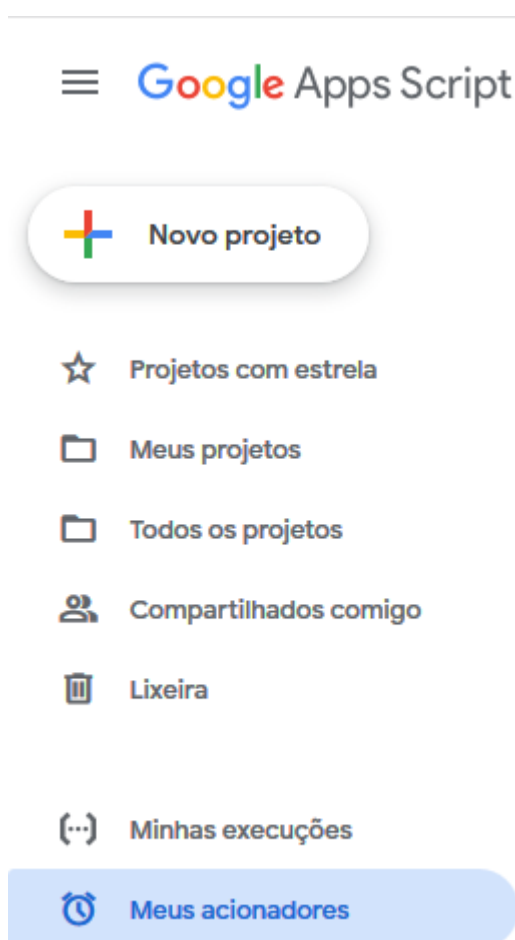 Google Apps Script
Novo projeto
Projetos com estrela
Meus projetos
Todos os projetos
Compartilhados comigo
Lixeira
Minhas execuções
Meus acionadores